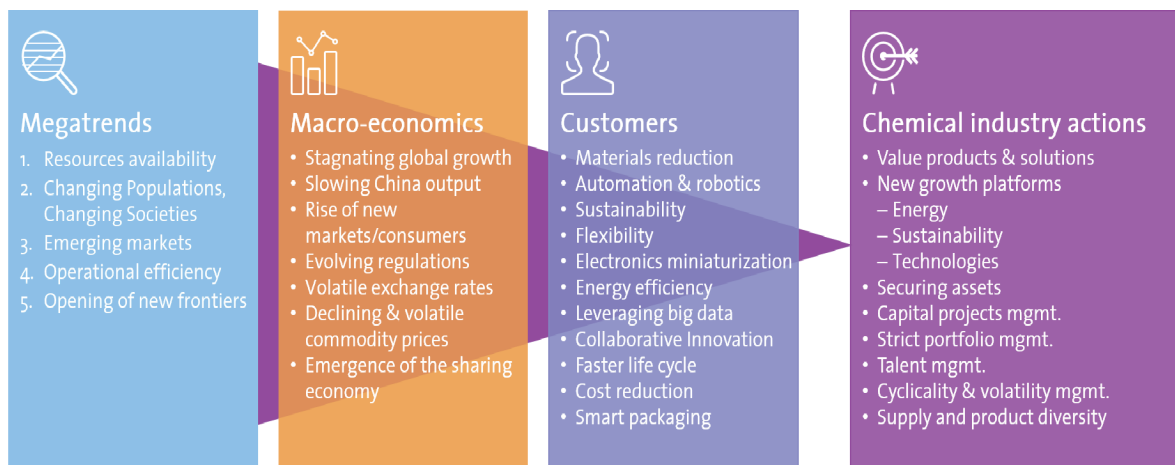 Megatrends
1. Resources availability
2. Changing Populations,
Changing Societies
3. Emerging markets
4. Operational efficiency
5. Opening of new frontiers
Macro-economics
• Stagnating global growth
• Slowing China output
• Rise of new
markets/consumers
• Evolving regulations
• Volatile exchange rates
• Declining & volatile
commodity prices
• Emergence of the sharing
economy
Customers
• Materials reduction
• Automation & robotics
• Sustainability
• Flexibility
• Electronics miniaturization
• Energy efficiency
• Leveraging big data
• Collaborative Innovation
• Faster life cycle
• Cost reduction
• Smart packaging
Chemical industry actions
• Value products & solutions
• New growth platforms
– Energy
– Sustainability
– Technologies
• Securing assets
• Capital projects mgmt.
• Strict portfolio mgmt.
• Talent mgmt.
• Cyclicality & volatility mgmt.
• Supply and product diversity